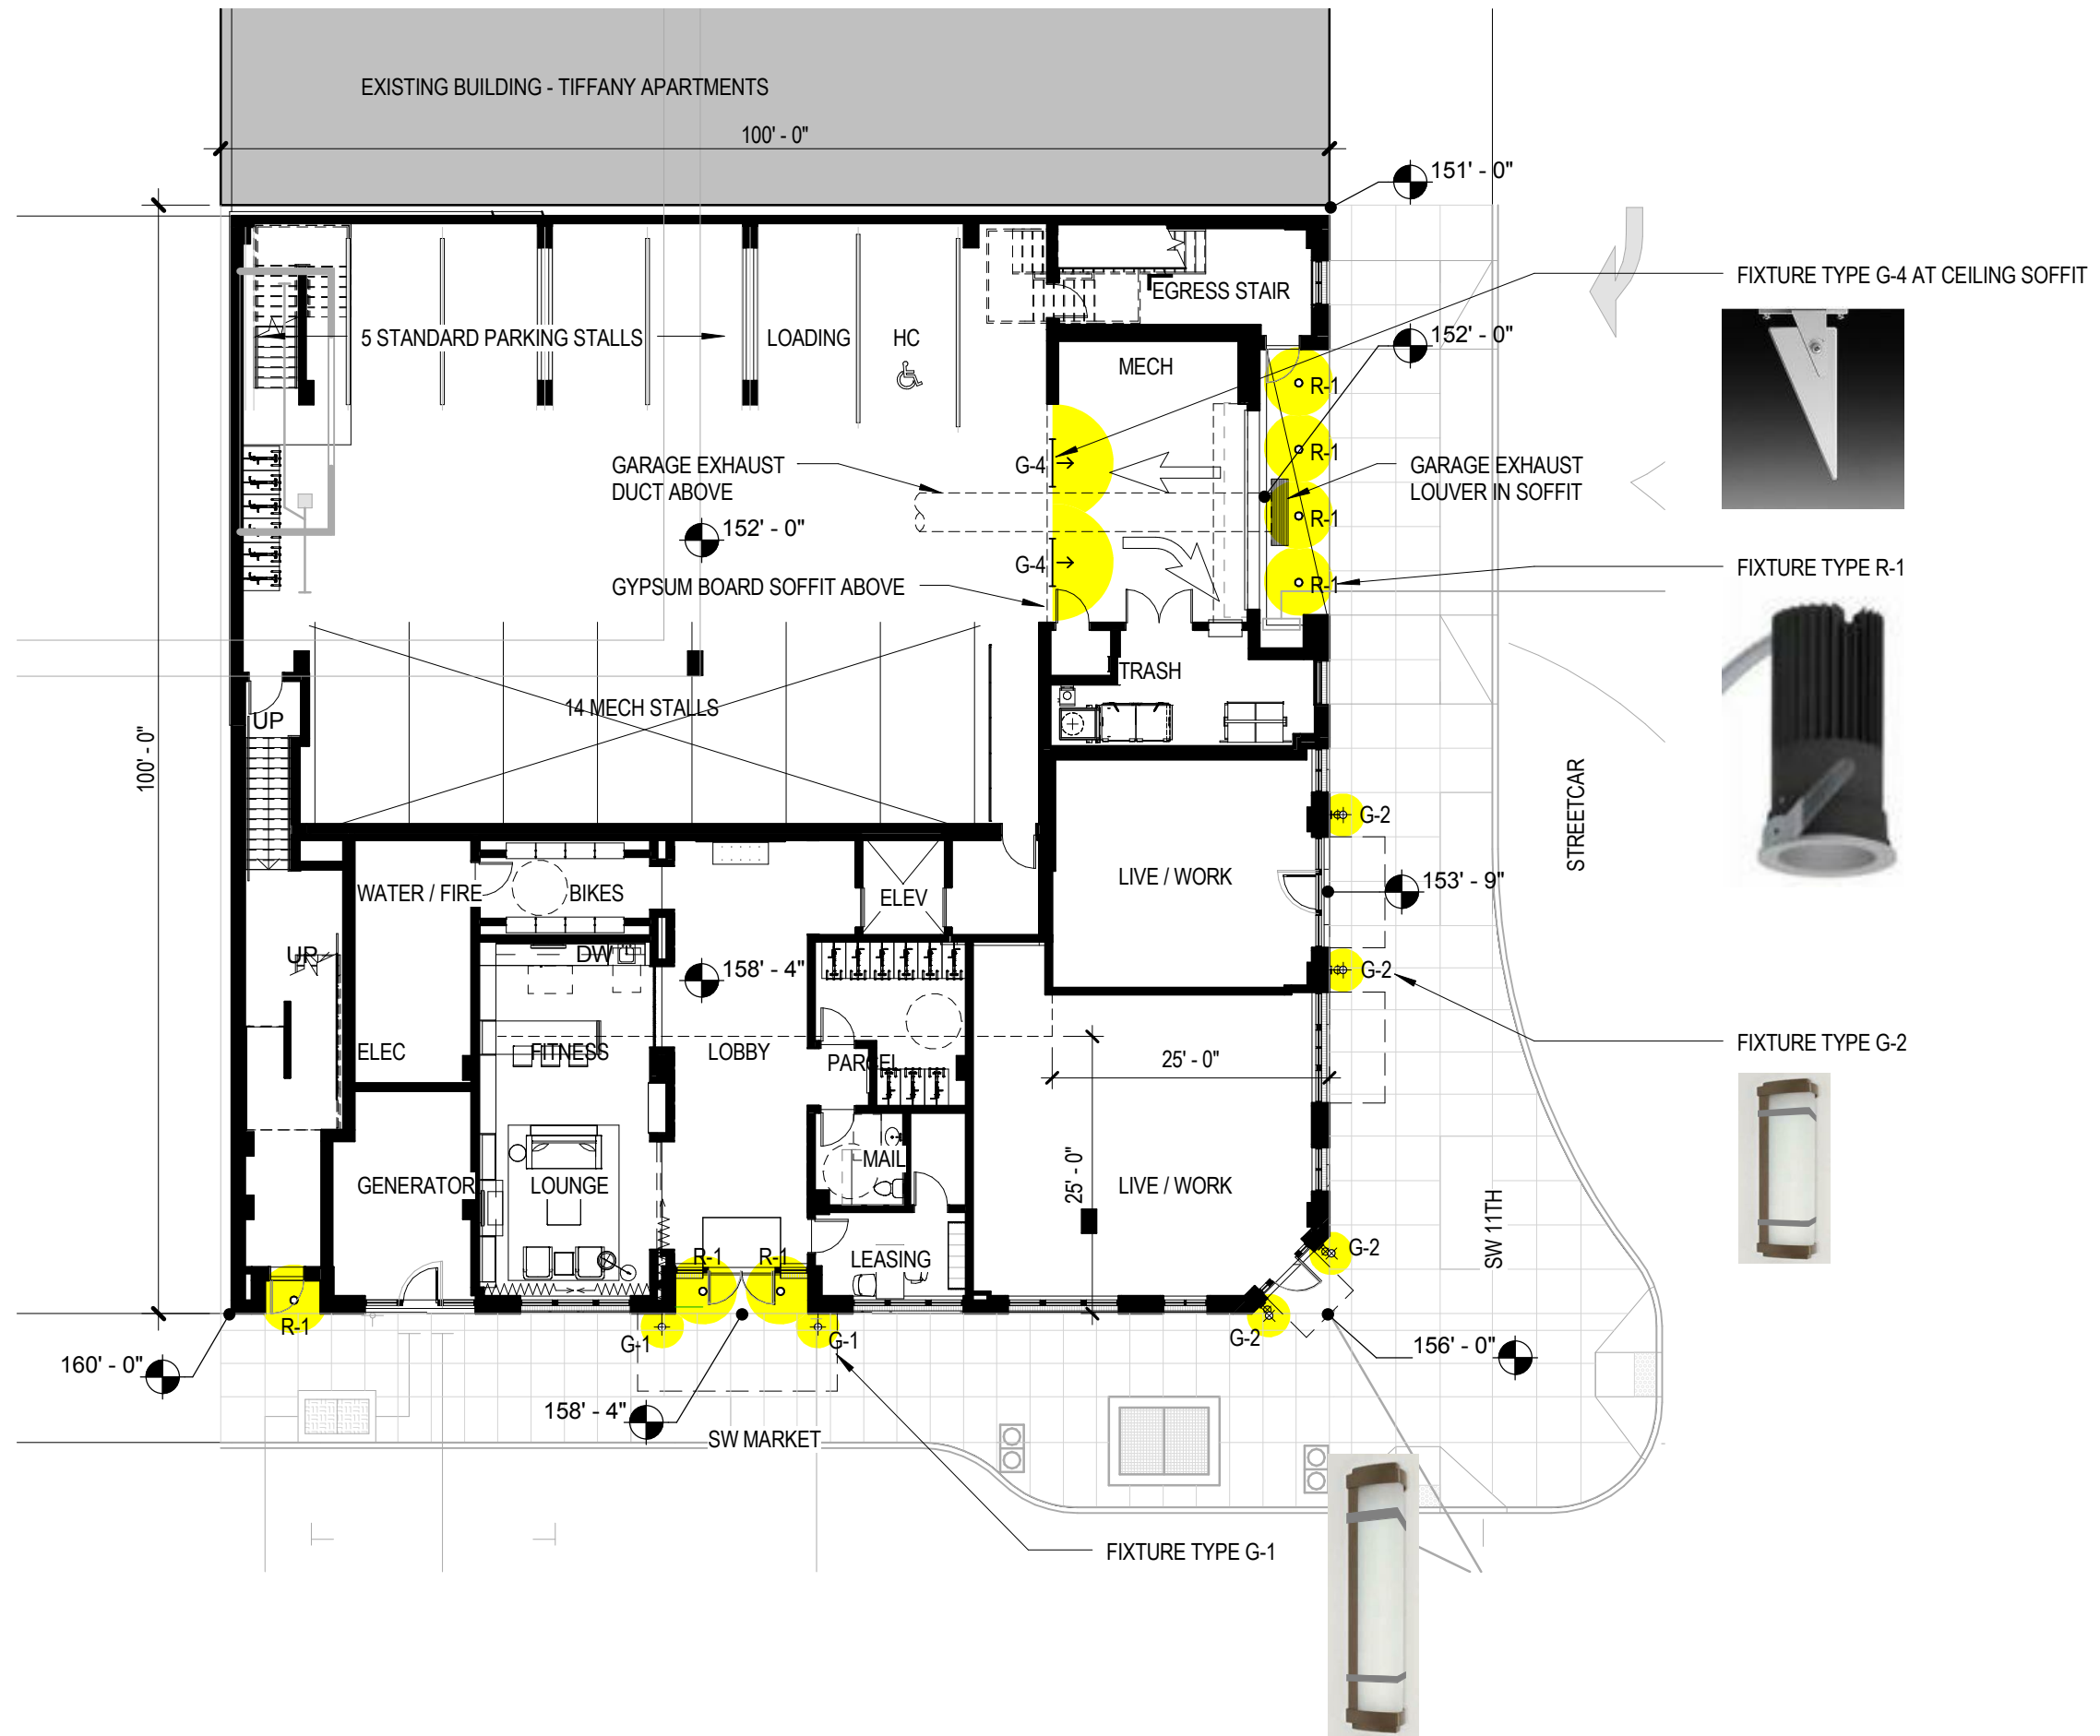 EXISTING BUILDING - TIFFANY APARTMENTS
100' - 0"
151' - 0"
FIXTURE TYPE G-4 AT CEILING SOFFIT
EGRESS STAIR
5 STANDARD PARKING STALLS
LOADING
HC
152' - 0"
MECH
R-1
R-1
GARAGE EXHAUST
DUCT ABOVE
G-4
GARAGE EXHAUST
LOUVER IN SOFFIT
R-1
152' - 0"
G-4
GYPSUM BOARD SOFFIT ABOVE
R-1
FIXTURE TYPE R-1
TRASH
UP
14 MECH STALLS
100' - 0"
STREETCAR
G-2
WATER / FIRE
BIKES
ELEV
LIVE / WORK
153' - 9"
UP
DW
158' - 4"
G-2
ELEC
FITNESS
LOBBY
PARCEL
25' - 0"
FIXTURE TYPE G-2
GENERATOR
LOUNGE
MAIL
25' - 0"
LIVE / WORK
SW 11TH
R-1
R-1
LEASING
G-2
R-1
G-1
G-1
G-2
160' - 0"
156' - 0"
158' - 4"
SW MARKET
FIXTURE TYPE G-1